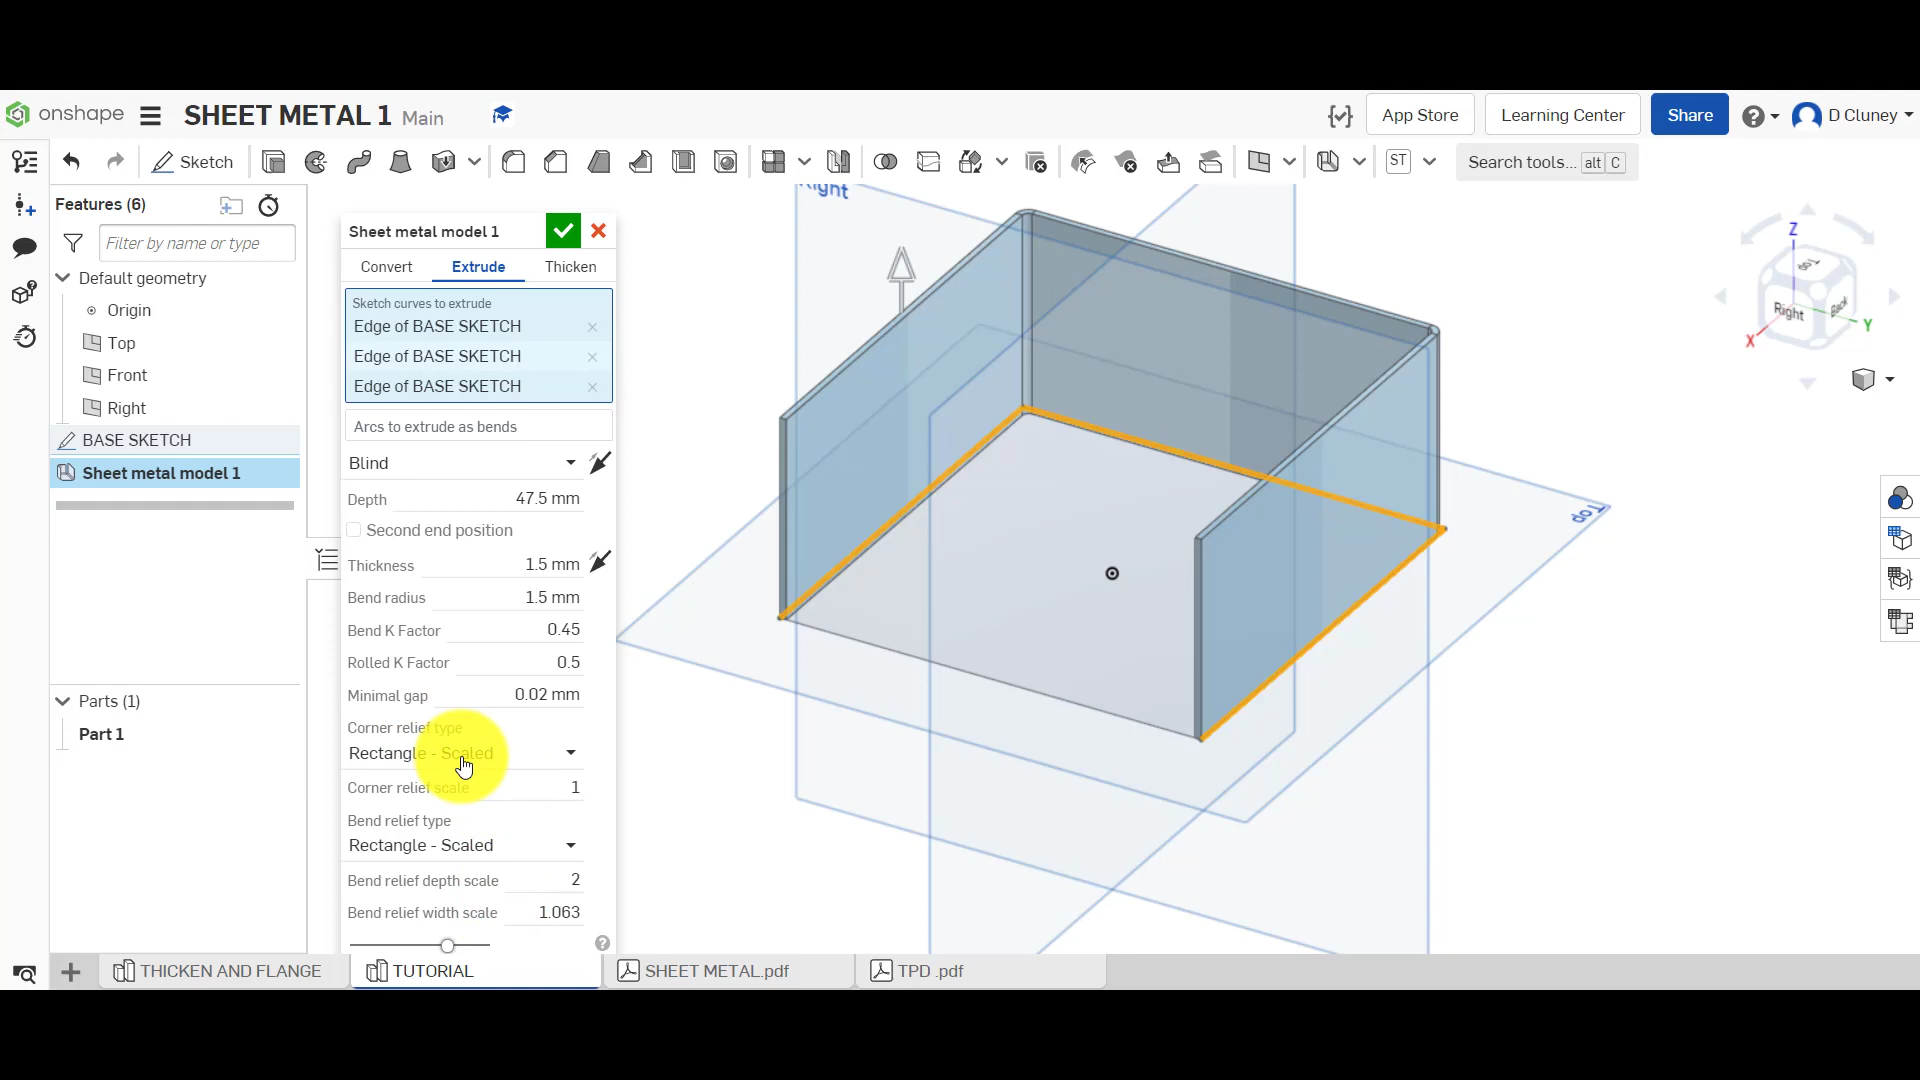 onshape SHEET METAL 1 Main App Store Learning Center Share D Cluney
Sketch ST Search tools... alt C
Features (6)
Filter by name or type
Default geometry
Origin
Top
Front
Right
BASE SKETCH
Sheet metal model 1
Parts (1)
Part 1
Sheet metal model 1
Convert Extrude Thicken
Sketch curves to extrude
Edge of BASE SKETCH
Edge of BASE SKETCH
Edge of BASE SKETCH
Arcs to extrude as bends
Blind
Depth 47.5 mm
Second end position
Thickness 1.5 mm
Bend radius 1.5 mm
Bend K Factor 0.45
Rolled K Factor 0.5
Minimal gap 0.02 mm
Corner relief type
Rectangle - Scaled
Corner relief scale 1
Bend relief type
Rectangle - Scaled
Bend relief depth scale 2
Bend relief width scale 1.063
Right
Top
Z
Top
Right
Back
X
Y
THICKEN AND FLANGE TUTORIAL SHEET METAL.pdf TPD .pdf